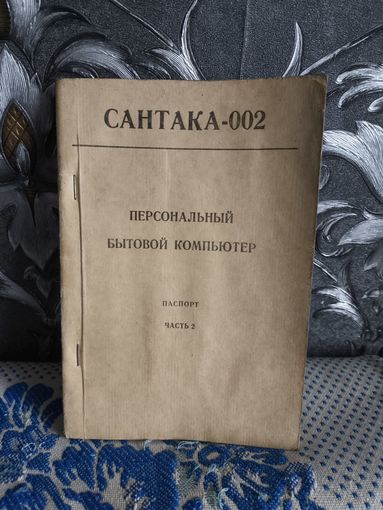 САНТАКА-002
ПЕРСОНАЛЬНЫЙ
БЫТОВОЙ КОМПЬЮТЕР
ПАСПОРТ
ЧАСТЬ 2